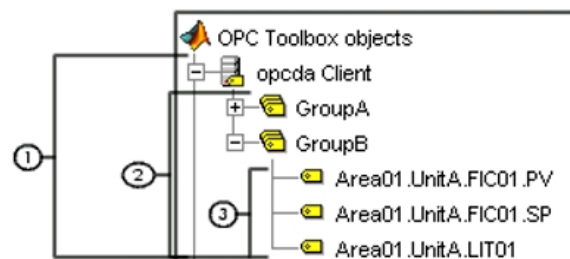 OPC Toolbox objects
opcda Client
GroupA
GroupB
Area01.UnitA.FIC01.PV
Area01.UnitA.FIC01.SP
Area01.UnitA.LIT01
1
2
3